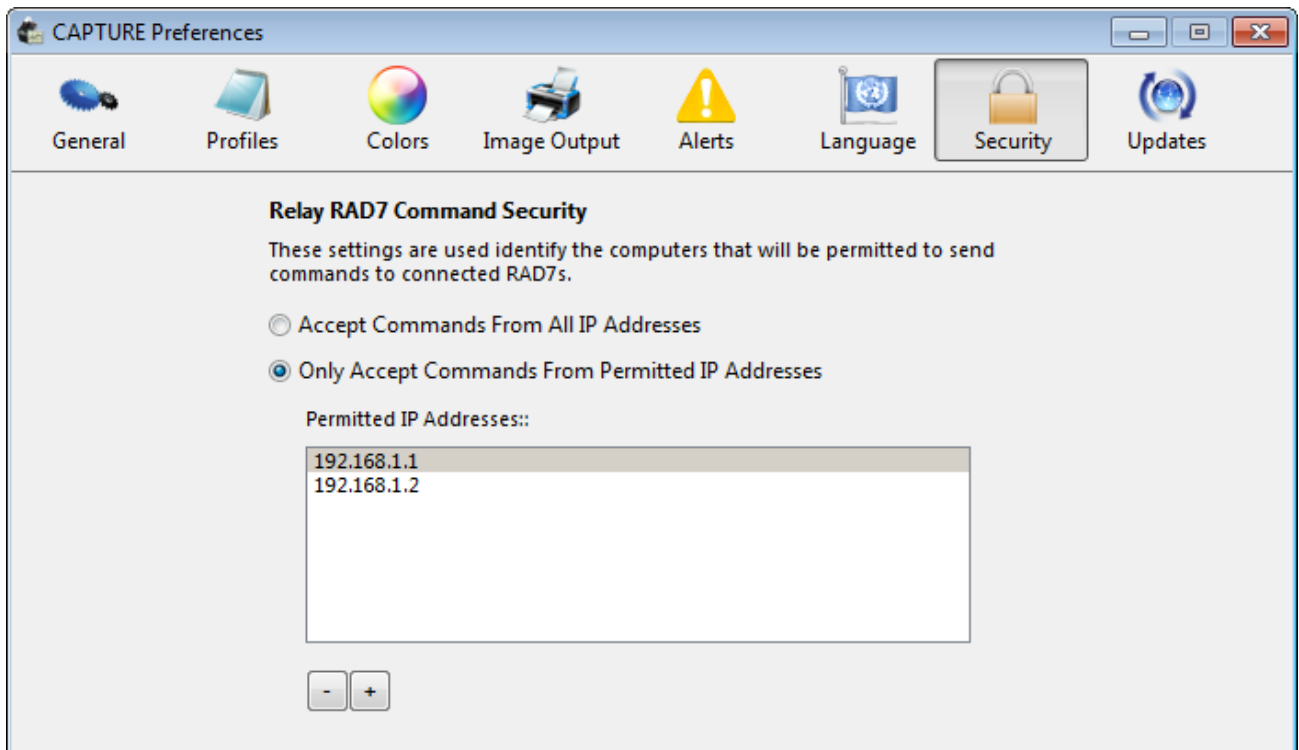 CAPTURE Preferences
General Profiles Colors Image Output Alerts Language Security Updates
Relay RAD7 Command Security
These settings are used identify the computers that will be permitted to send
commands to connected RAD7s.
Accept Commands From All IP Addresses
Only Accept Commands From Permitted IP Addresses
Permitted IP Addresses::
192.168.1.1
192.168.1.2
- +